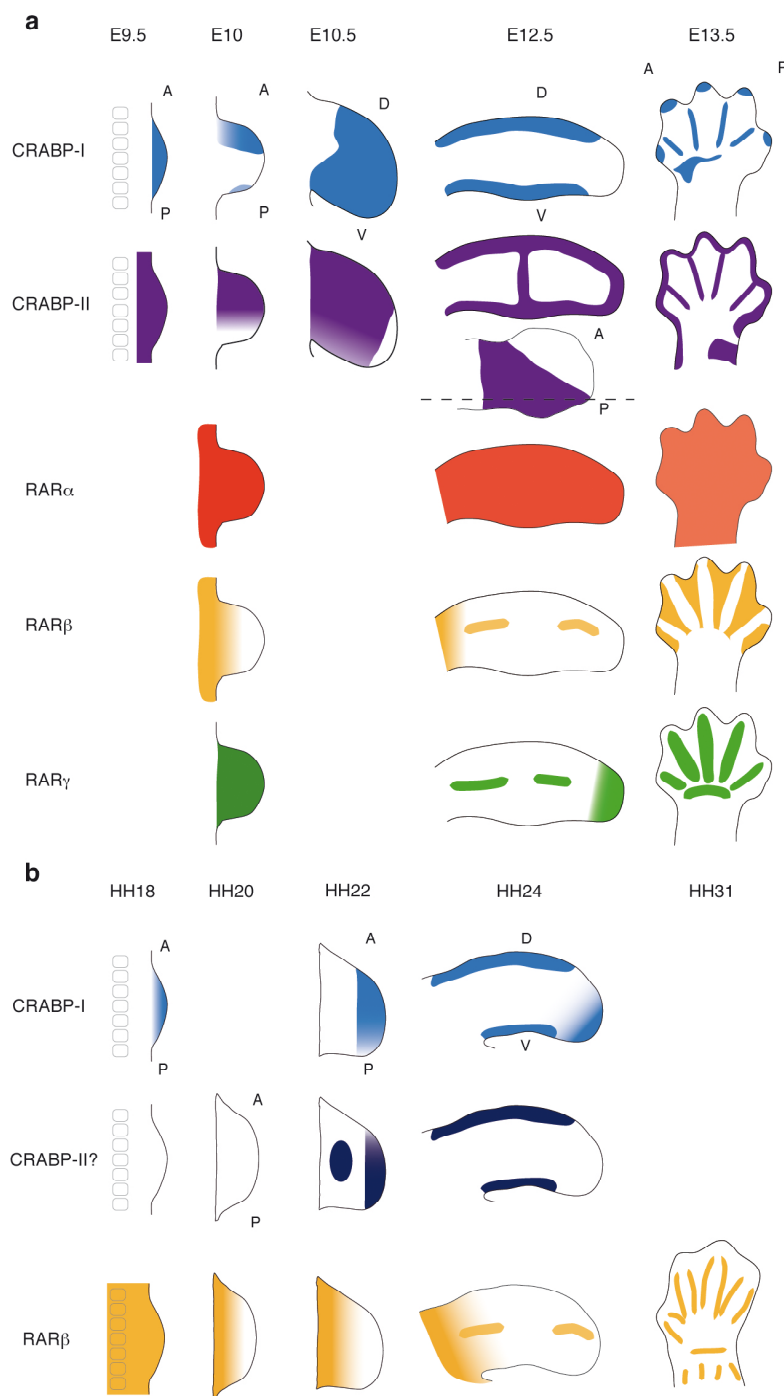 a
E9.5 E10 E10.5 E12.5 E13.5
A A D D A P
CRABP-I
P P V V
CRABP-II
A
P
RARα
RARβ
RARγ
b
HH18 HH20 HH22 HH24 HH31
A A D
CRABP-I
P P V
A
CRABP-II?
P
RARβ